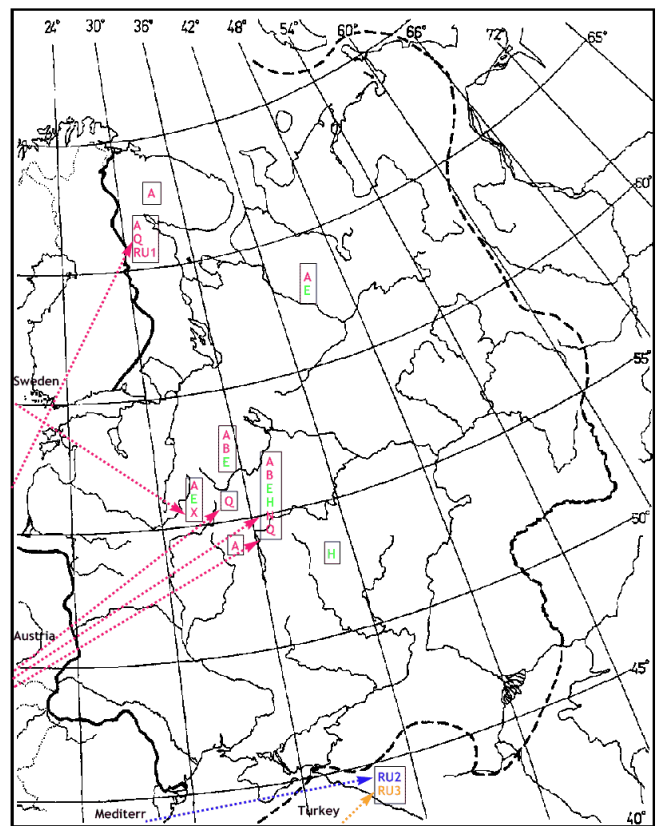 24° 30° 36° 42° 48° 54° 60° 66° 72° 65°
60°
A
A
Q
RU1
A
E
55°
Sweden
A
B
E
A
B
E
H
Q
A
E
X
Q
50°
A
H
Austria
45°
RU2
RU3
Mediterr
Turkey
40°